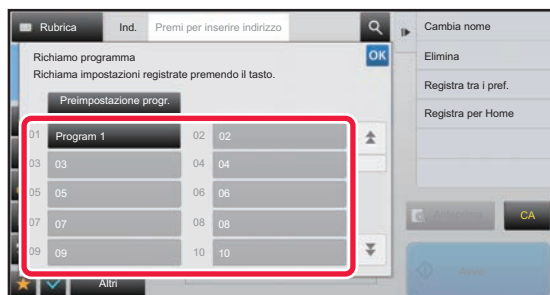 Rubrica Ind. Premi per inserire indirizzo
Cambia nome
Richiamo programma OK
Elimina
Richiama impostazioni registrate premendo il tasto.
Registra tra i pref.
Preimpostazione progr.
Registra per Home
01 Program 1 02 02
03 03 04 04
05 05 06 06
07 07 08 08
CA
09 09 10 10
Altri